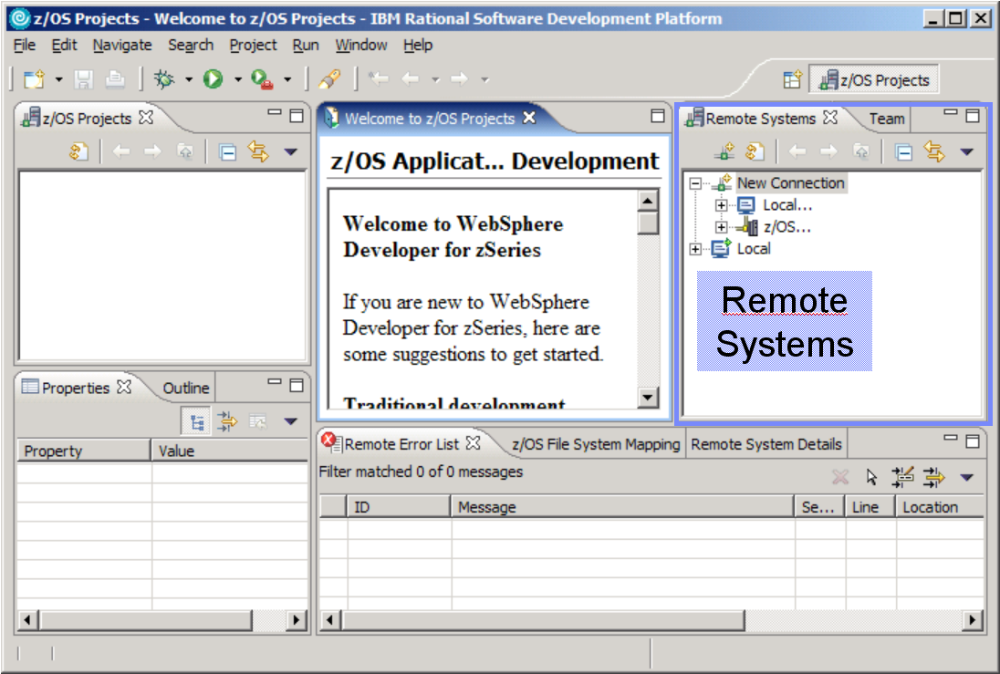 z/OS Projects - Welcome to z/OS Projects - IBM Rational Software Development Platform
File Edit Navigate Search Project Run Window Help
z/OS Projects
z/OS Projects
Welcome to z/OS Projects
Remote Systems Team
z/OS Applicat... Development
Welcome to WebSphere
Developer for zSeries
If you are new to WebSphere
Developer for zSeries, here are
some suggestions to get started.
Traditional development
New Connection
Local...
z/OS...
Local
Remote
Systems
Properties Outline
Property Value
Remote Error List z/OS File System Mapping Remote System Details
Filter matched 0 of 0 messages
ID Message Se... Line Location